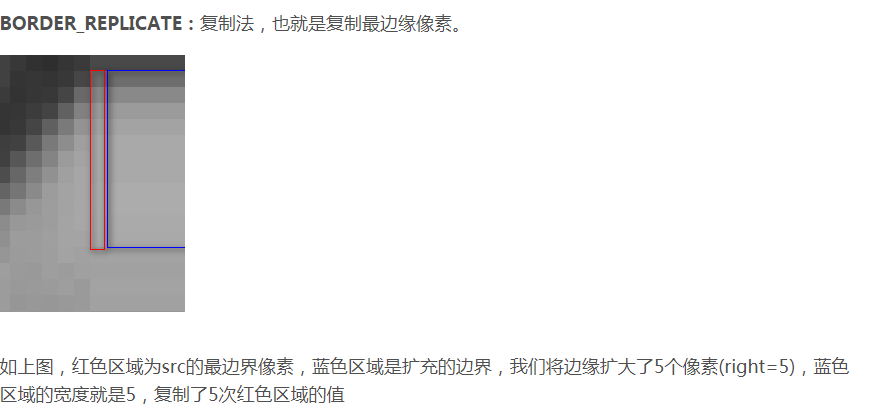 BORDER_REPLICATE：复制法，也就是复制最边缘像素。
如上图，红色区域为src的最边界像素，蓝色区域是扩充的边界，我们将边缘扩大了5个像素(right=5)，蓝色
区域的宽度就是5，复制了5次红色区域的值